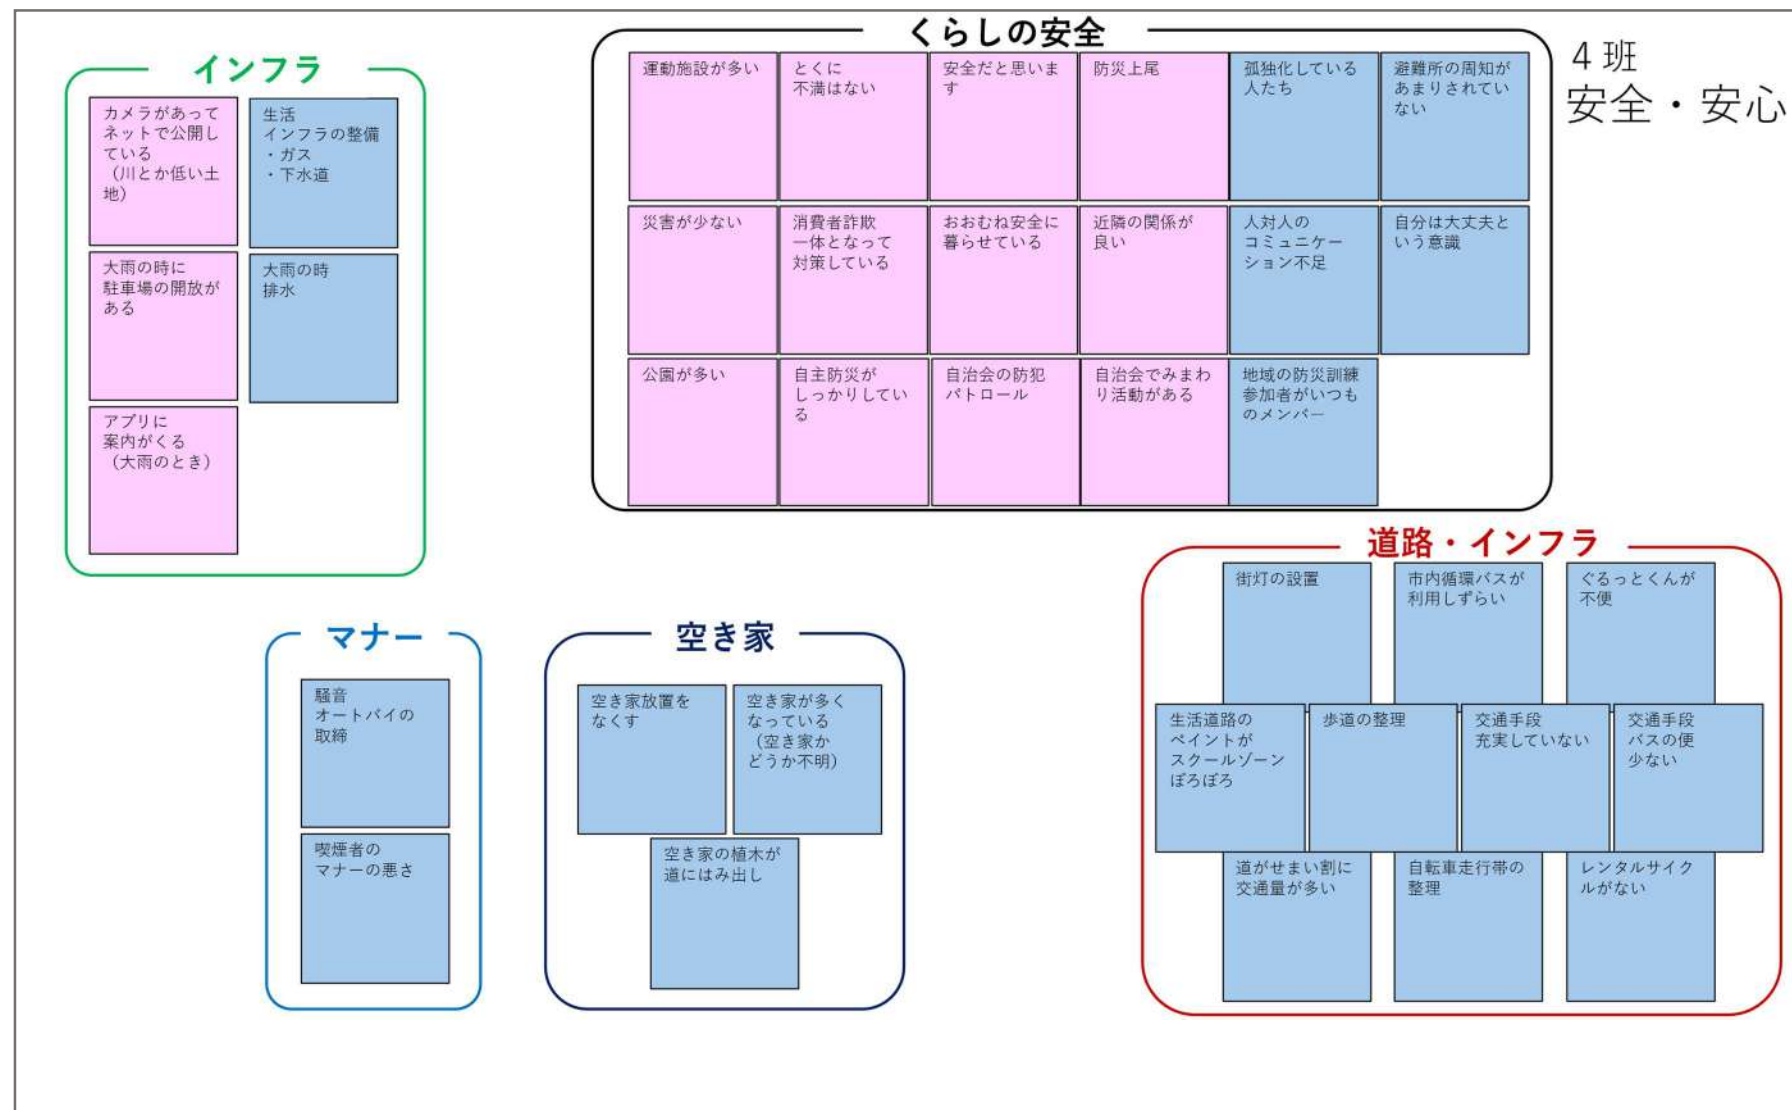 4班
安全・安心
インフラ
カメラがあって
ネットで公開し
ている
(川とか低い土
地)
生活
インフラの整備
・ガス
・下水道
大雨の時に
駐車場の開放が
ある
大雨の時
排水
アプリに
案内がくる
(大雨のとき)
くらしの安全
運動施設が多い
とくに
不満はない
安全だと思いま
す
防災上尾
孤独化している
人たち
避難所の周知が
あまりされてい
ない
災害が少ない
消費者詐欺
一体となって
対策している
おおむね安全に
暮らせている
近隣の関係が
良い
人対人の
コミュニケー
ション不足
自分は大丈夫と
いう意識
公園が多い
自主防災が
しっかりしてい
る
自治会の防犯
パトロール
自治会でみまわ
り活動がある
地域の防災訓練
参加者がいつも
のメンバー
マナー
騒音
オートバイの
取締
喫煙者の
マナーの悪さ
空き家
空き家放置を
なくす
空き家が多く
なっている
(空き家か
どうか不明)
空き家の植木が
道にはみ出し
道路・インフラ
街灯の設置
市内循環バスが
利用しずらい
ぐるっとくんが
不便
生活道路の
ペイントが
スクールゾーン
ぼろぼろ
歩道の整理
交通手段
充実していない
交通手段
バスの便
少ない
道がせまい割に
交通量が多い
自転車走行帯の
整理
レンタルサイク
ルがない